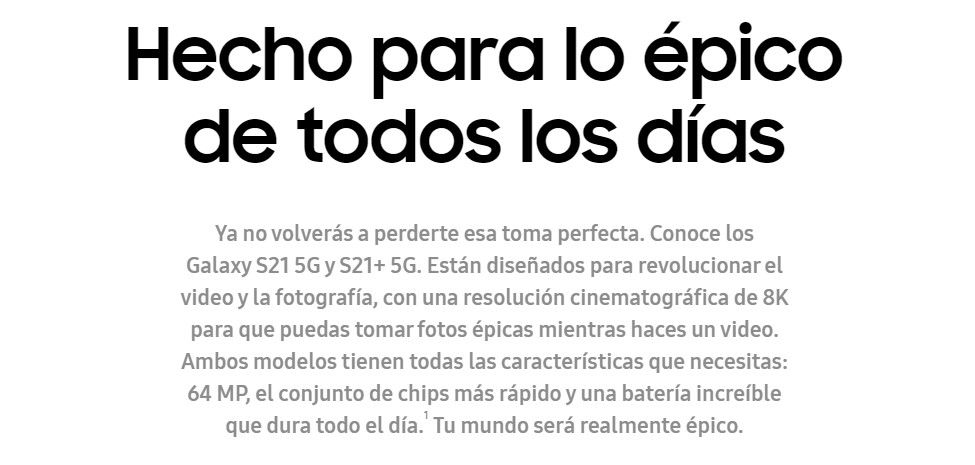 Hecho para lo épico
de todos los días
Ya no volverás a perderte esa toma perfecta. Conoce los
Galaxy S21 5G y S21+ 5G. Están diseñados para revolucionar el
video y la fotografía, con una resolución cinematográfica de 8K
para que puedas tomar fotos épicas mientras haces un video.
Ambos modelos tienen todas las características que necesitas:
64 MP, el conjunto de chips más rápido y una batería increíble
que dura todo el día.¹ Tu mundo será realmente épico.